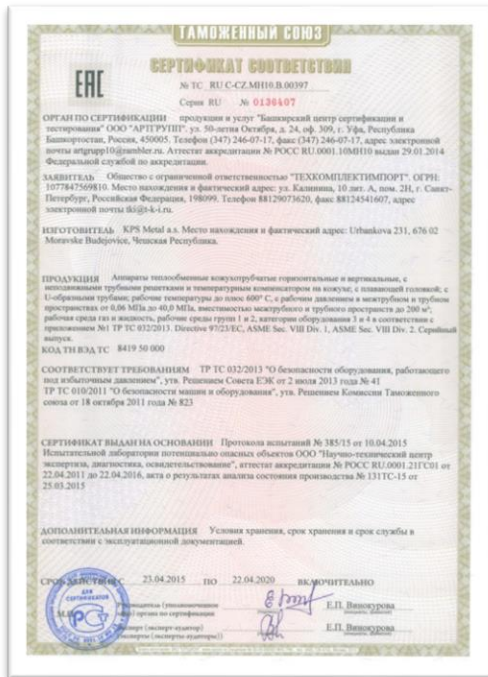 ТАМОЖЕННЫЙ СОЮЗ
СЕРТИФИКАТ СООТВЕТСТВИЯ
ЕАС
№ ТС RU C-CZ.МН10.В.00397
Серия RU № 0136407
ОРГАН ПО СЕРТИФИКАЦИИ продукции и услуг "Башкирский центр сертификации и
тестирования" ООО "АРТГРУПП". ул. 50-летия Октября, д. 24, оф. 309, г. Уфа, Республика
Башкортостан, Россия, 450005. Телефон (347) 246-07-17, факс (347) 246-07-17, адрес электронной
почты artgrupp10@rambler.ru. Аттестат аккредитации № РОСС RU.0001.10МН10 выдан 29.01.2014
Федеральной службой по аккредитации.
ЗАЯВИТЕЛЬ Общество с ограниченной ответственностью "ТЕХКОМПЛЕКТИМПОРТ". ОГРН:
1077847569810. Место нахождения и фактический адрес: ул. Калинина, 10 лит. А, пом. 2Н, г. Санкт-
Петербург, Российская Федерация, 198099. Телефон 88129073620, факс 88124541607, адрес
электронной почты tki@t-k-i.ru.
ИЗГОТОВИТЕЛЬ KPS Metal a.s. Место нахождения и фактический адрес: Urbankova 231, 676 02
Moravske Budejovice, Чешская Республика.
ПРОДУКЦИЯ Аппараты теплообменные кожухотрубчатые горизонтальные и вертикальные, с
неподвижными трубными решетками и температурным компенсатором на кожухе; с плавающей головкой; с
U-образными трубами; рабочие температуры до плюс 600° С, с рабочим давлением в межтрубном и трубном
пространствах от 0,06 МПа до 40,0 МПа, вместимостью межтрубного и трубного пространств до 200 м³;
рабочая среда газ и жидкость, рабочие среды групп 1 и 2, категории оборудования 3 и 4 в соответствии с
приложением №1 ТР ТС 032/2013. Directive 97/23/EC, ASME Sec. VIII Div. 1, ASME Sec. VIII Div. 2. Серийный
выпуск.
КОД ТН ВЭД ТС 8419 50 000
СООТВЕТСТВУЕТ ТРЕБОВАНИЯМ ТР ТС 032/2013 "О безопасности оборудования, работающего
под избыточным давлением", утв. Решением Совета ЕЭК от 2 июля 2013 года № 41
ТР ТС 010/2011 "О безопасности машин и оборудования", утв. Решением Комиссии Таможенного
союза от 18 октября 2011 года № 823
СЕРТИФИКАТ ВЫДАН НА ОСНОВАНИИ Протокола испытаний № 385/15 от 10.04.2015
Испытательной лаборатории потенциально опасных объектов ООО "Научно-технический центр
экспертиза, диагностика, освидетельствование", аттестат аккредитации № РОСС RU.0001.21ГС01 от
22.04.2011 до 22.04.2016, акта о результатах анализа состояния производства № 131ТС-15 от
25.03.2015
ДОПОЛНИТЕЛЬНАЯ ИНФОРМАЦИЯ Условия хранения, срок хранения и срок службы в
соответствии с эксплуатационной документацией.
СРОК ДЕЙСТВИЯ С 23.04.2015 ПО 22.04.2020 ВКЛЮЧИТЕЛЬНО
ДЛЯ СЕРТИФИКАТОВ
М.П.
Руководитель (уполномоченное
лицо) органа по сертификации
Е.П. Винокурова
Эксперт (эксперт-аудитор)
(эксперты (эксперты-аудиторы))
Е.П. Винокурова